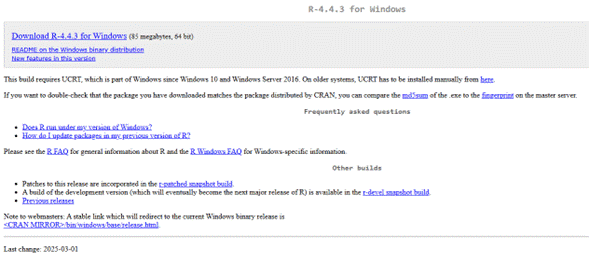 R-4.4.3 for Windows
Download R-4.4.3 for Windows (85 megabytes, 64 bit)
README on the Windows binary distribution
New features in this version
This build requires UCRT, which is part of Windows since Windows 10 and Windows Server 2016. On older systems, UCRT has to be installed manually from here.
If you want to double-check that the package you have downloaded matches the package distributed by CRAN, you can compare the md5sum of the .exe to the fingerprint on the master server.
Frequently asked questions
Does R run under my version of Windows?
How do I update packages in my previous version of R?
Please see the R FAQ for general information about R and the R Windows FAQ for Windows-specific information.
Other builds
Patches to this release are incorporated in the r-patched snapshot build.
A build of the development version (which will eventually become the next major release of R) is available in the r-devel snapshot build.
Previous releases
Note to webmasters: A stable link which will redirect to the current Windows binary release is
<CRAN MIRROR>/bin/windows/base/release.html.
Last change: 2025-03-01